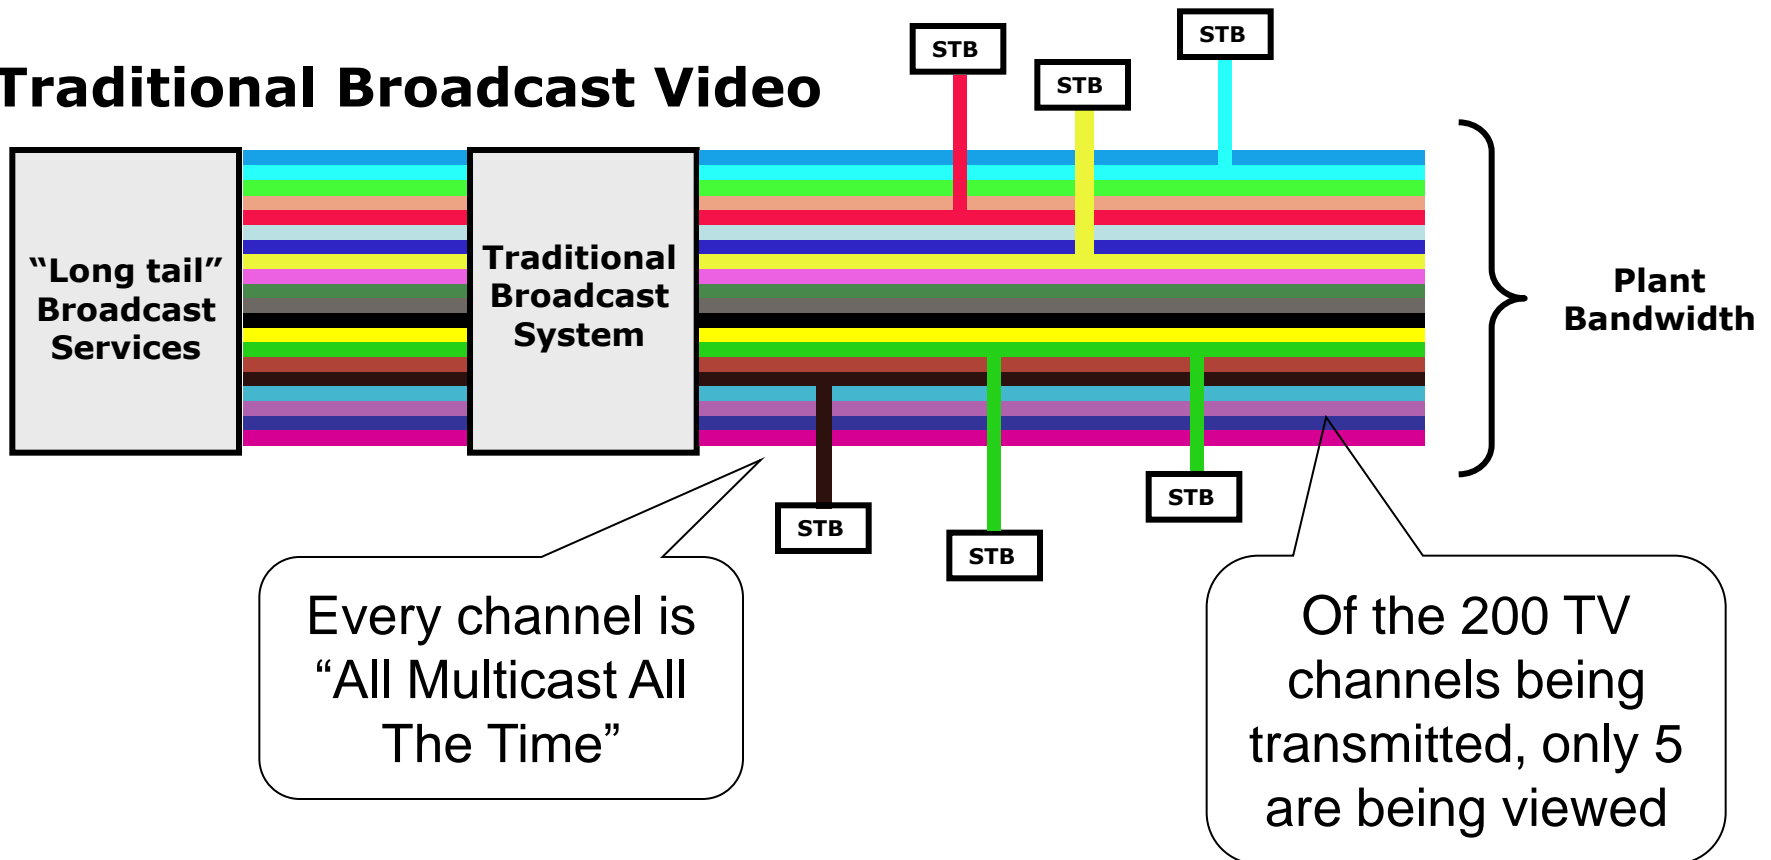 Traditional Broadcast Video
STB
STB
STB
“Long tail”
Broadcast
Services
Traditional
Broadcast
System
Plant
Bandwidth
STB
STB
STB
Every channel is
“All Multicast All
The Time”
Of the 200 TV
channels being
transmitted, only 5
are being viewed